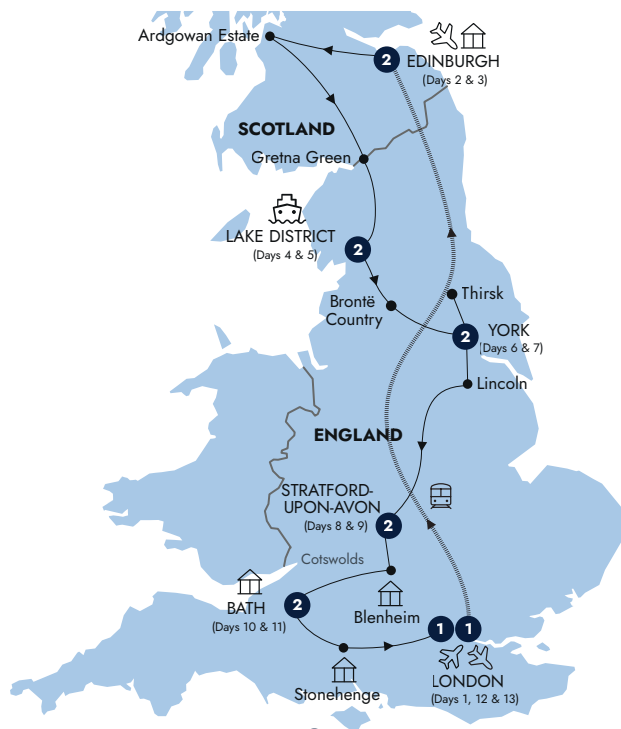 Ardgowan Estate
2
EDINBURGH
(Days 2 & 3)
SCOTLAND
Gretna Green
LAKE DISTRICT
(Days 4 & 5)
2
Brontë
Country
Thirsk
2
YORK
(Days 6 & 7)
Lincoln
ENGLAND
STRATFORD-
UPON-AVON
(Days 8 & 9)
2
Cotswolds
Blenheim
2
BATH
(Days 10 & 11)
Stonehenge
1
1
LONDON
(Days 1, 12 & 13)